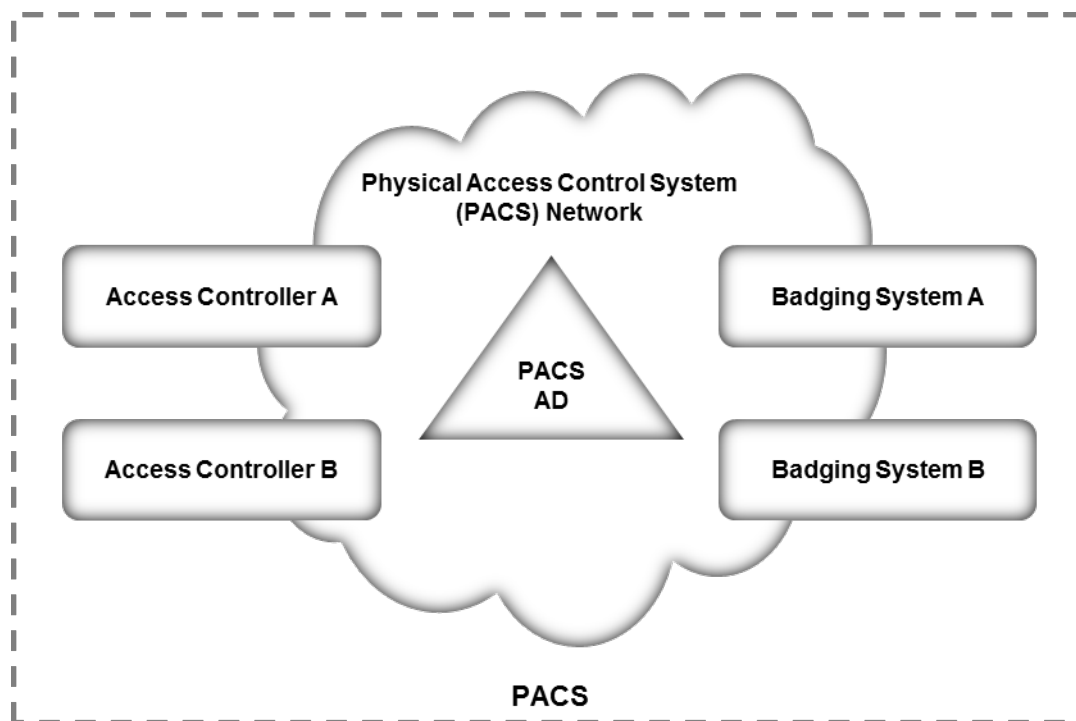 Physical Access Control System
(PACS) Network
Access Controller A
Badging System A
PACS
AD
Access Controller B
Badging System B
PACS